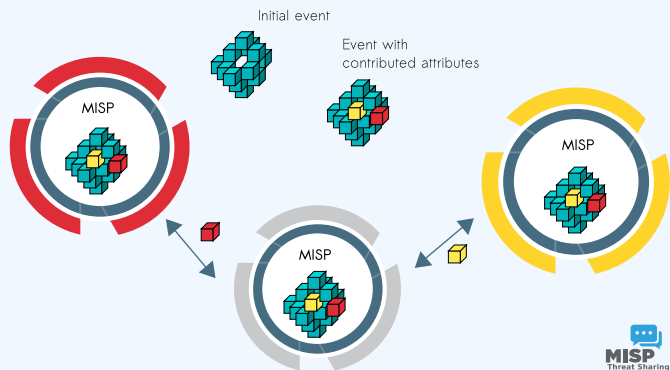 Initial event
Event with
contributed attributes
MISP
MISP
MISP
MISP
Threat Sharing